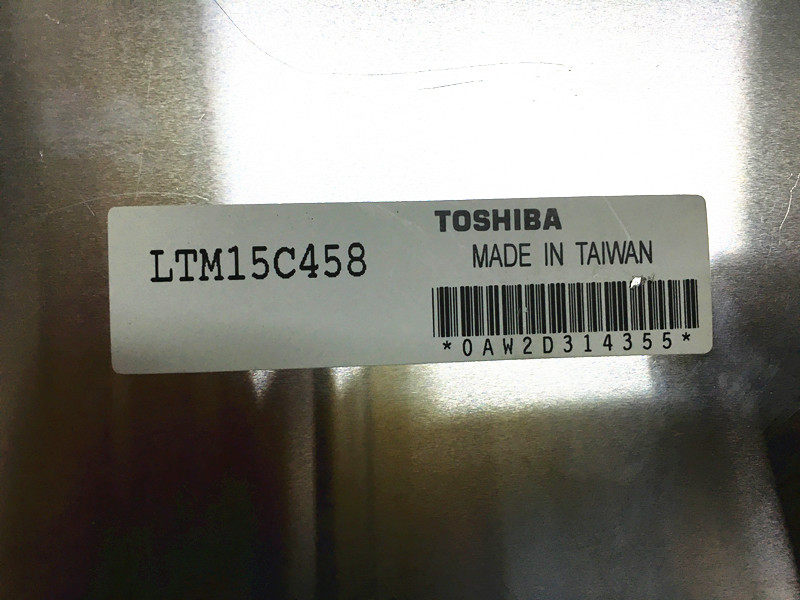 TOSHIBA
LTM15C458
MADE IN TAIWAN
*0AW2D314355*